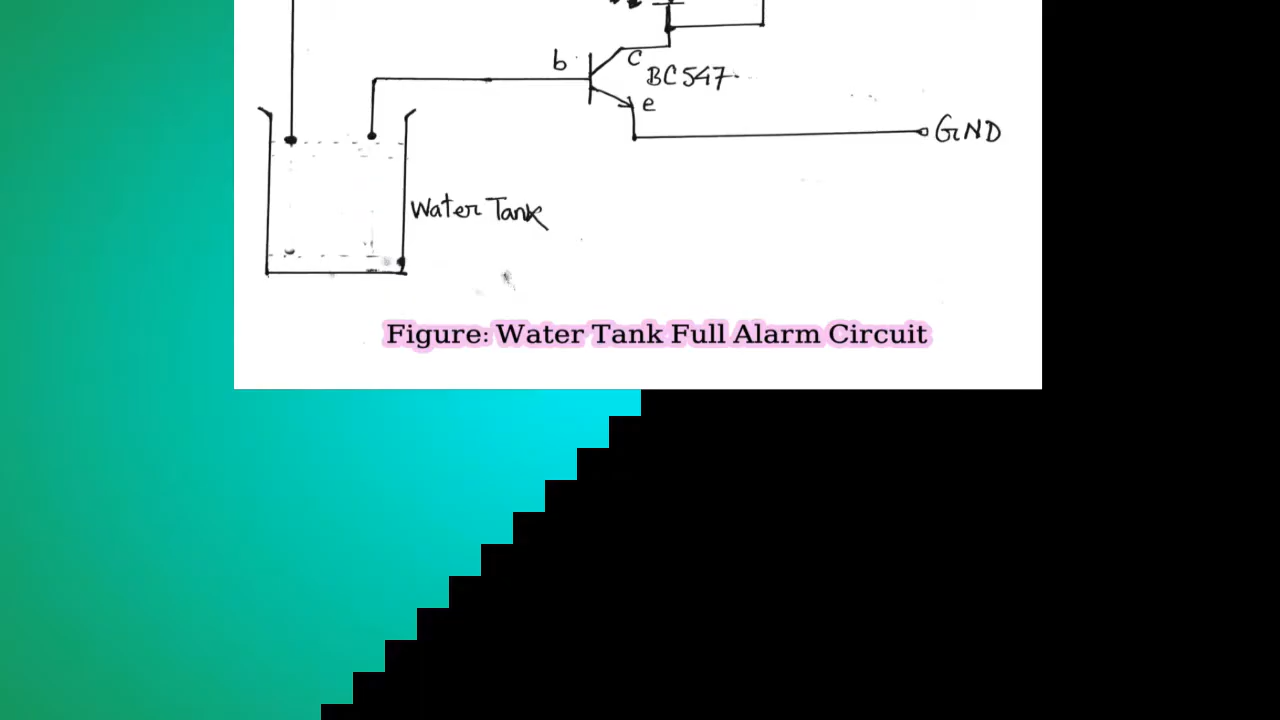 b
C
BC547
e
GND
Water Tank
Figure: Water Tank Full Alarm Circuit